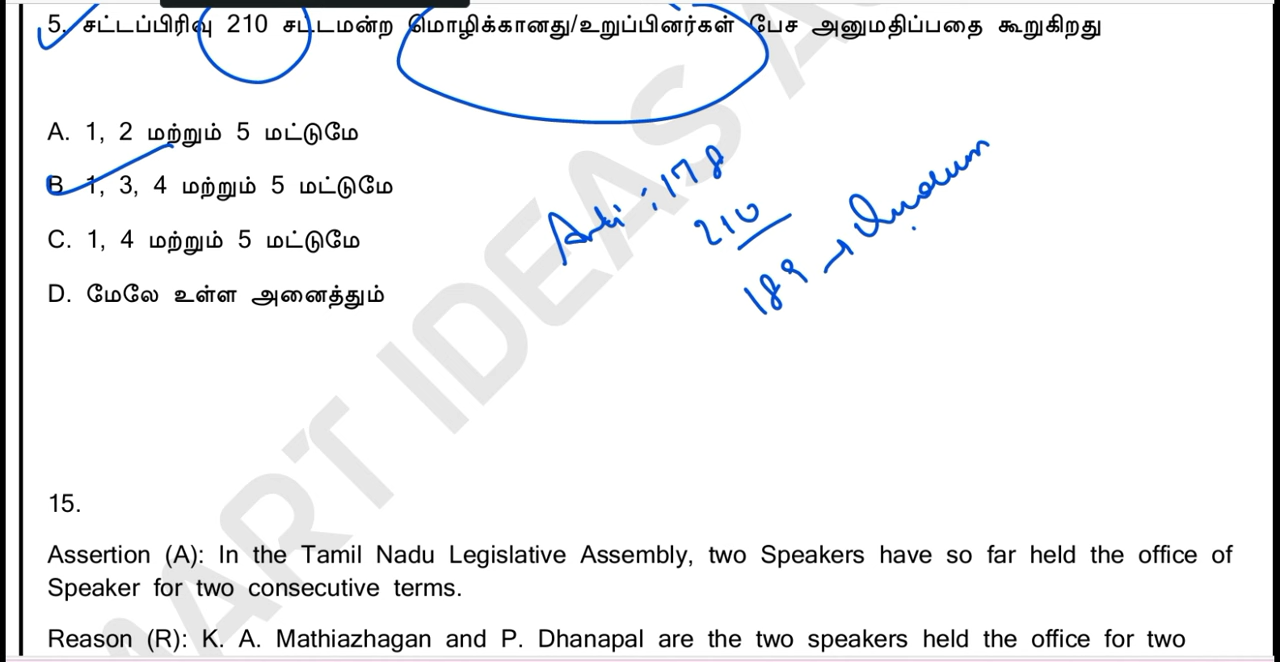 5. சட்டப்பிரிவு 210 சட்டமன்ற மொழிக்கானது/உறுப்பினர்கள் பேச அனுமதிப்பதை கூறுகிறது
A. 1, 2 மற்றும் 5 மட்டுமே
B. 1, 3, 4 மற்றும் 5 மட்டுமே
C. 1, 4 மற்றும் 5 மட்டுமே
D. மேலே உள்ள அனைத்தும்
: 178
210
189 →
15.
Assertion (A): In the Tamil Nadu Legislative Assembly, two Speakers have so far held the office of
Speaker for two consecutive terms.
Reason (R): K. A. Mathiazhagan and P. Dhanapal are the two speakers held the office for two
ART IDEAS A